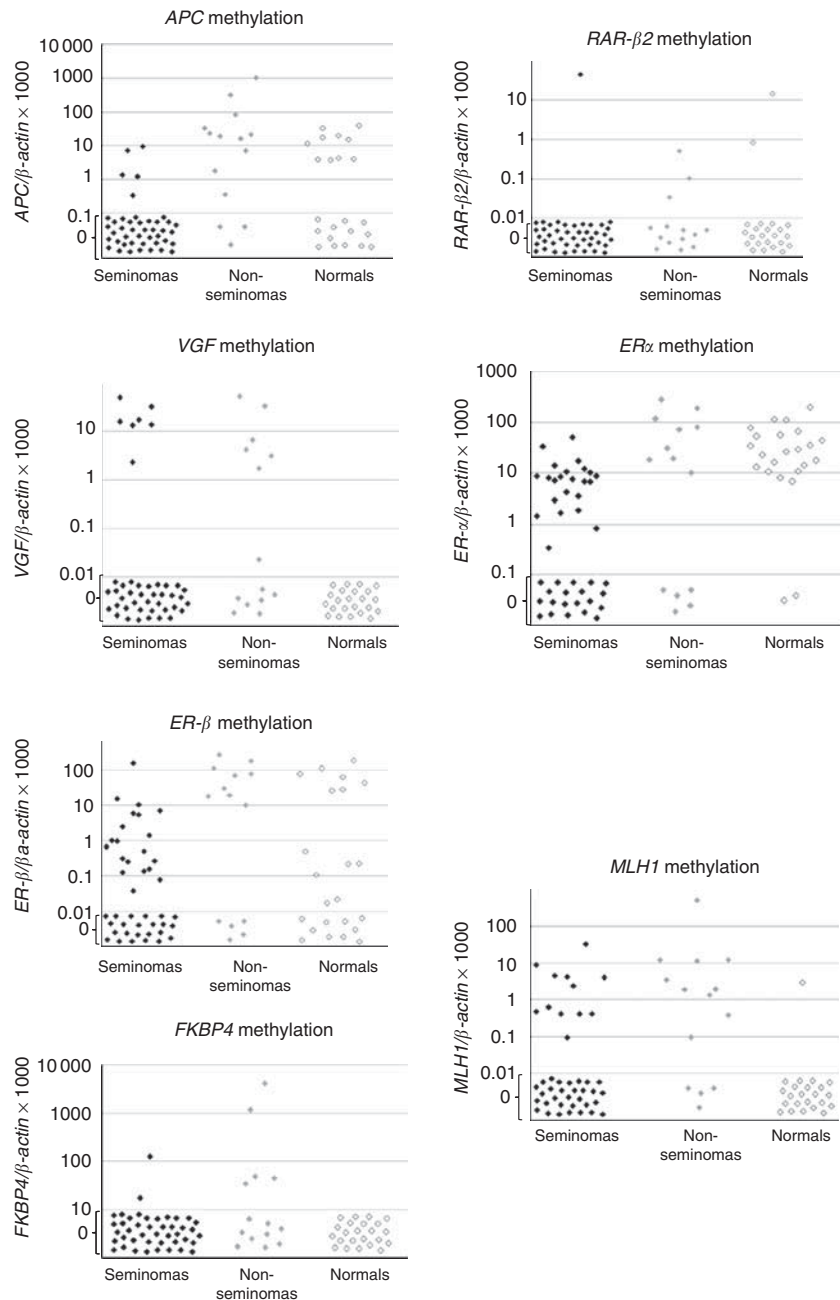 APC methylation
APC/β-actin × 1000
10 000
1000
100
10
1
0.1
0
Seminomas
Non-
seminomas
Normals
RAR-β2 methylation
RAR-β2/β-actin × 1000
10
1
0.1
0.01
0
Seminomas
Non-
seminomas
Normals
VGF methylation
VGF/β-actin × 1000
10
1
0.1
0.01
0
Seminomas
Non-
seminomas
Normals
ERα methylation
ER-α/β-actin × 1000
1000
100
10
1
0.1
0
Seminomas
Non-
seminomas
Normals
ER-β methylation
ER-β/βa-actin × 1000
100
10
1
0.1
0.01
0
Seminomas
Non-
seminomas
Normals
MLH1 methylation
MLH1/β-actin × 1000
100
10
1
0.1
0.01
0
Seminomas
Non-
seminomas
Normals
FKBP4 methylation
FKBP4/β-actin × 1000
10 000
1000
100
10
0
Seminomas
Non-
seminomas
Normals